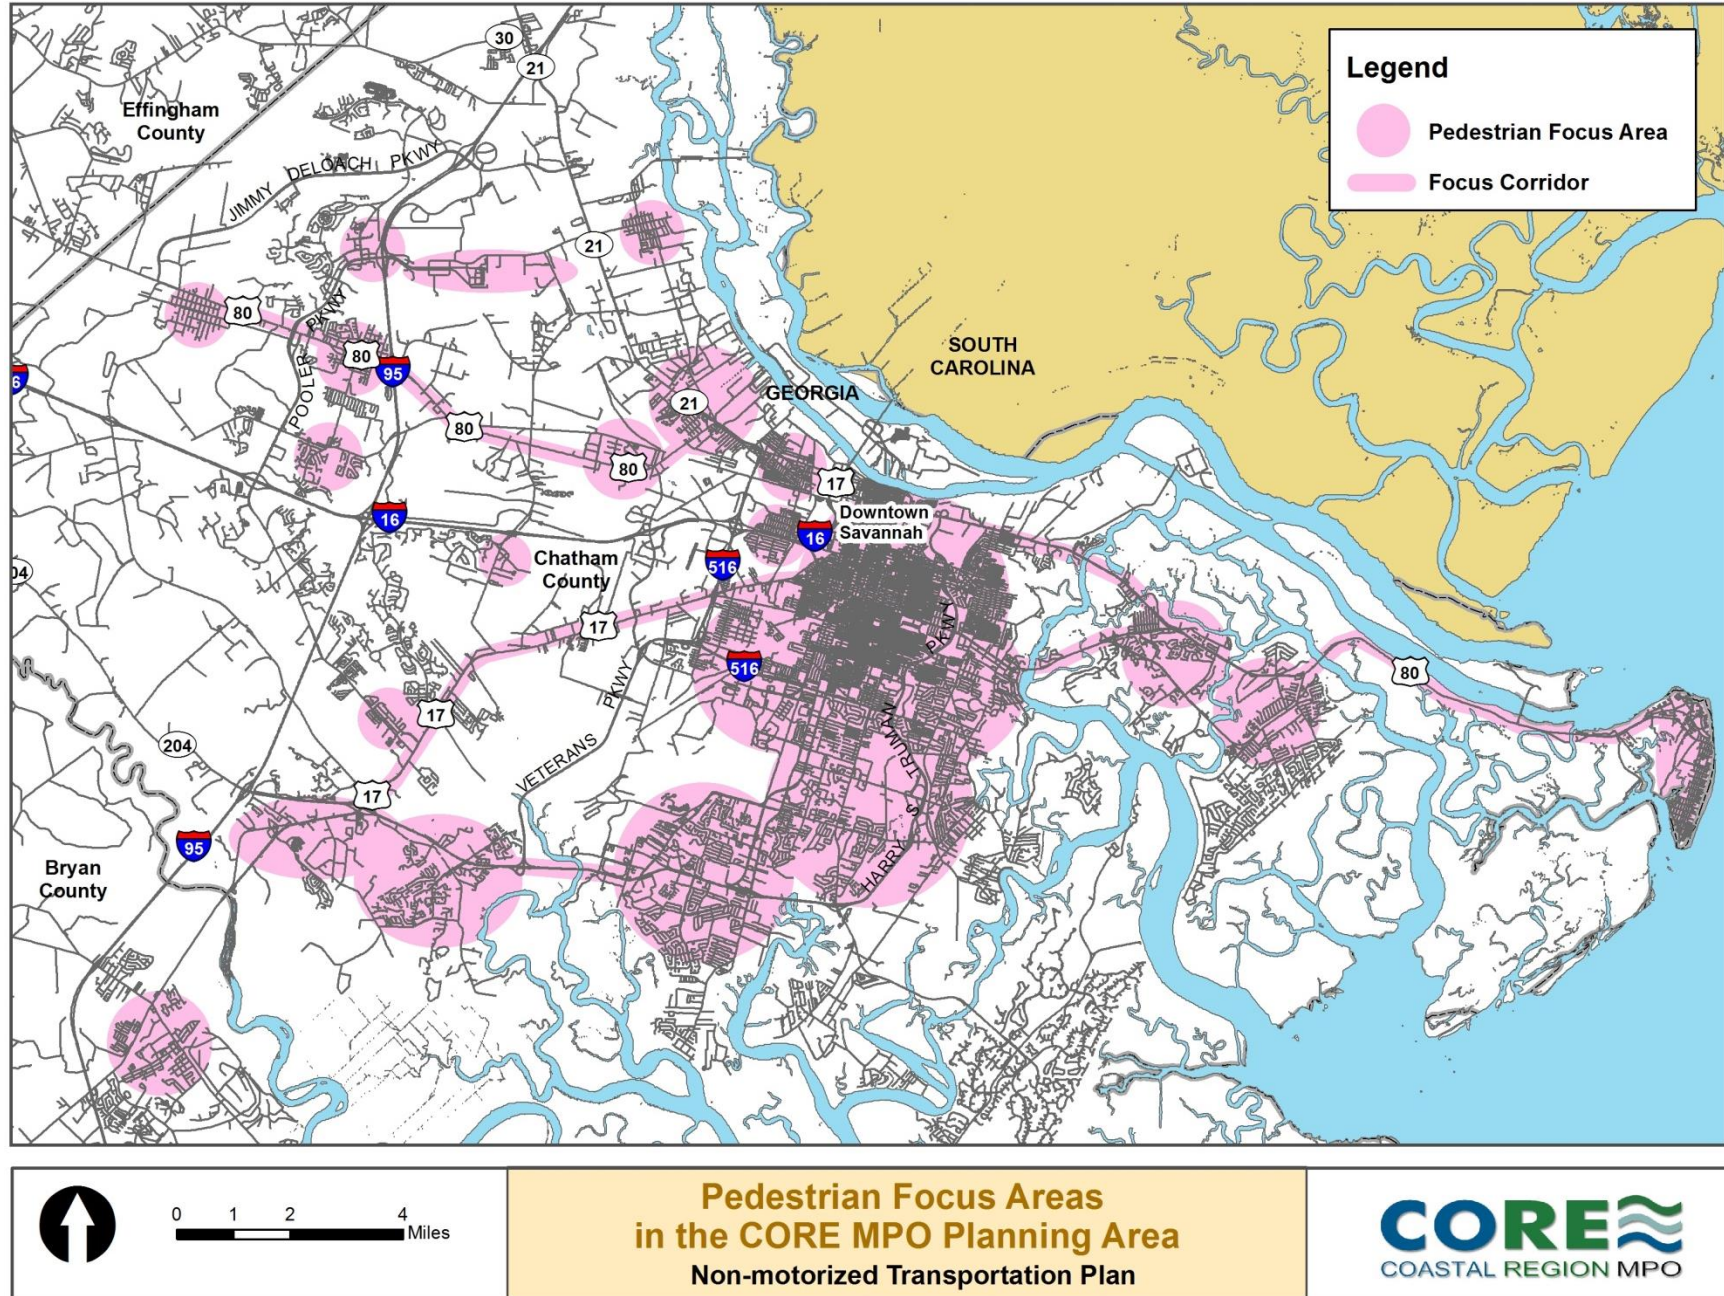 30
21
Effingham
County
JIMMY DELOACH PKWY
Legend
Pedestrian Focus Area
Focus Corridor
21
80
POOLER PKWY
80
95
6
80
21
80
GEORGIA
SOUTH
CAROLINA
17
16
Downtown
Savannah
16
Chatham
County
516
04
17
516
PKWY
80
17
204
VETERANS PKWY
HARRY S TRUMAN
17
95
Bryan
County
0 1 2 4
Miles
Pedestrian Focus Areas
in the CORE MPO Planning Area
Non-motorized Transportation Plan
CORE
COASTAL REGION MPO